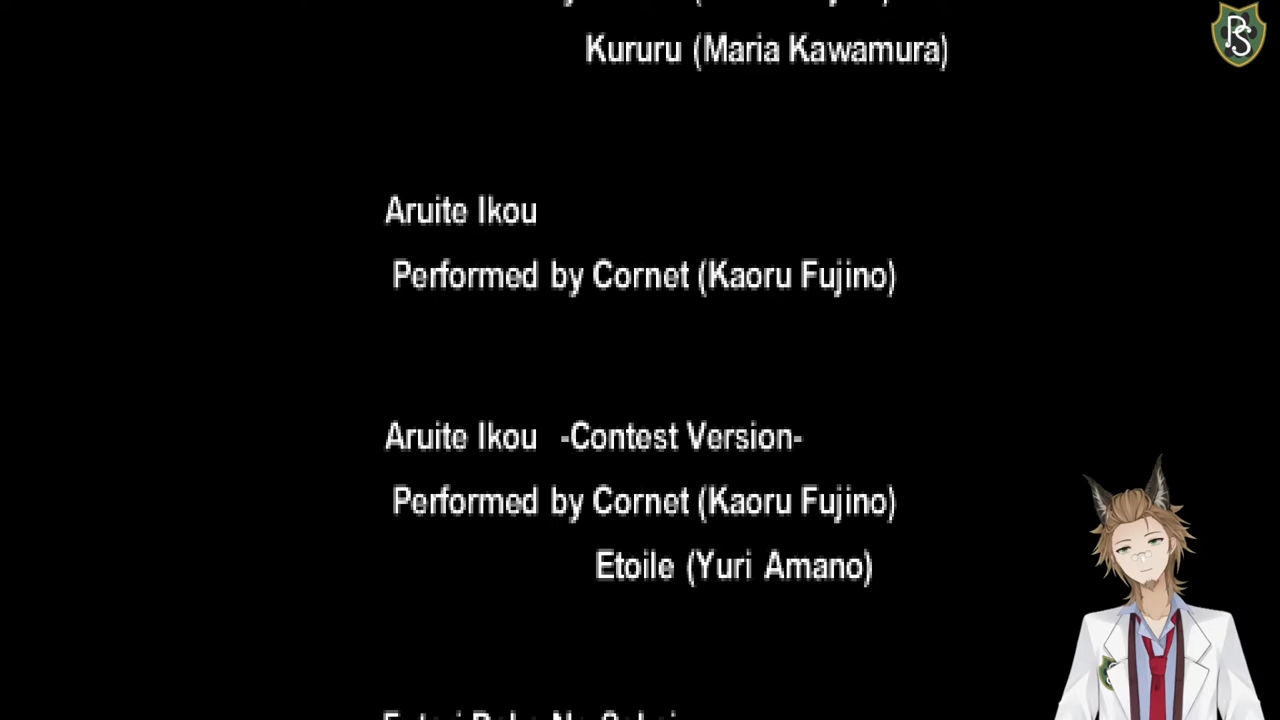 PS
Kururu (Maria Kawamura)
Aruite Ikou
Performed by Cornet (Kaoru Fujino)
Aruite Ikou -Contest Version-
Performed by Cornet (Kaoru Fujino)
Etoile (Yuri Amano)